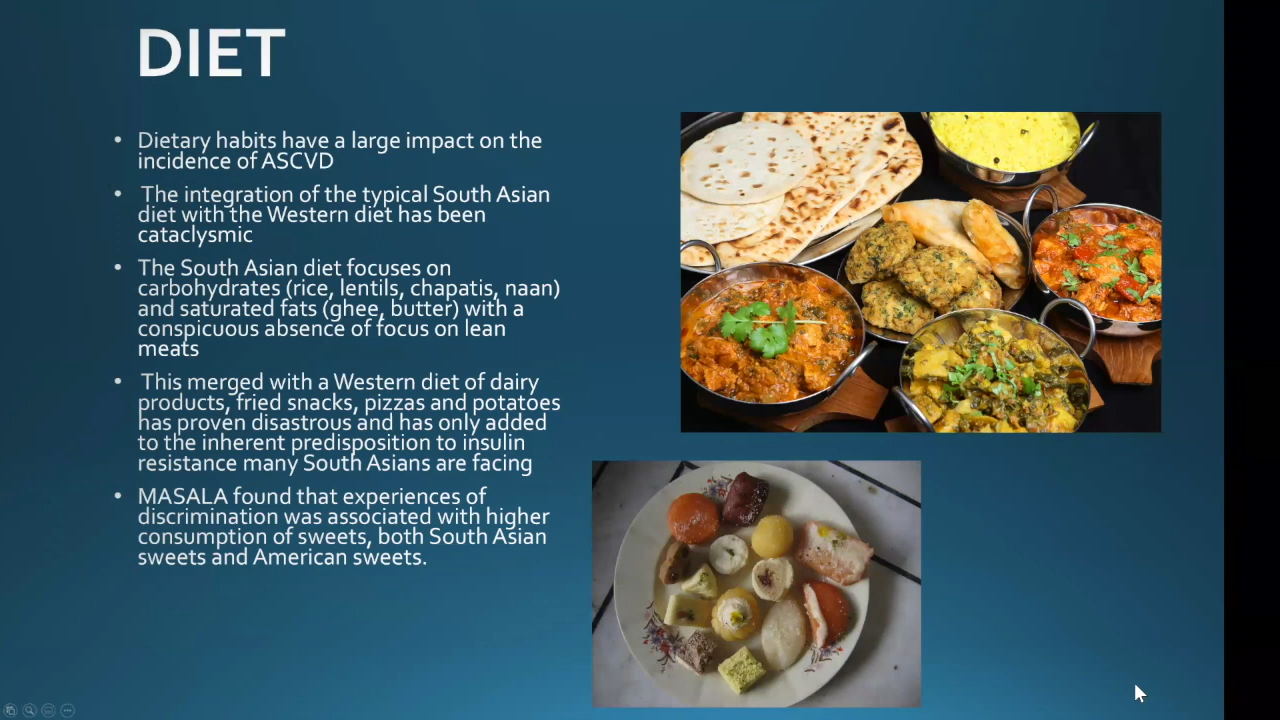 DIET
• Dietary habits have a large impact on the
incidence of ASCVD
• The integration of the typical South Asian
diet with the Western diet has been
cataclysmic
• The South Asian diet focuses on
carbohydrates (rice, lentils, chapatis, naan)
and saturated fats (ghee, butter) with a
conspicuous absence of focus on lean
meats
• This merged with a Western diet of dairy
products, fried snacks, pizzas and potatoes
has proven disastrous and has only added
to the inherent predisposition to insulin
resistance many South Asians are facing
• MASALA found that experiences of
discrimination was associated with higher
consumption of sweets, both South Asian
sweets and American sweets.